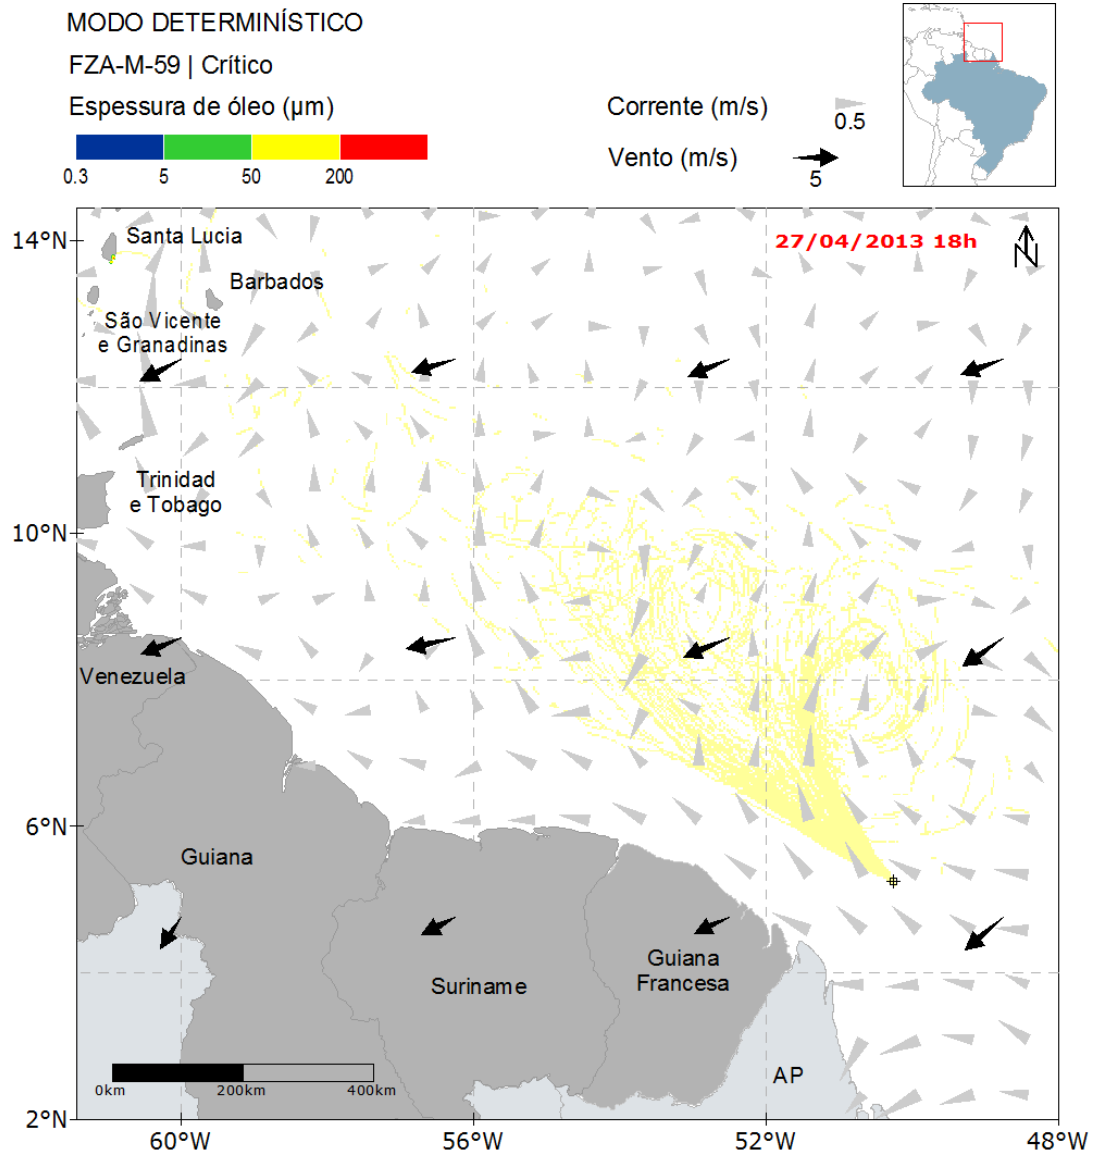 MODO DETERMINÍSTICO
FZA-M-59 | Crítico
Espessura de óleo (µm)
0.3 5 50 200
Corrente (m/s)
0.5
Vento (m/s)
5
27/04/2013 18h
N
14°N
10°N
6°N
2°N
Santa Lucia
Barbados
São Vicente
e Granadinas
Trinidad
e Tobago
Venezuela
Guiana
Suriname
Guiana
Francesa
AP
0km 200km 400km
60°W 56°W 52°W 48°W